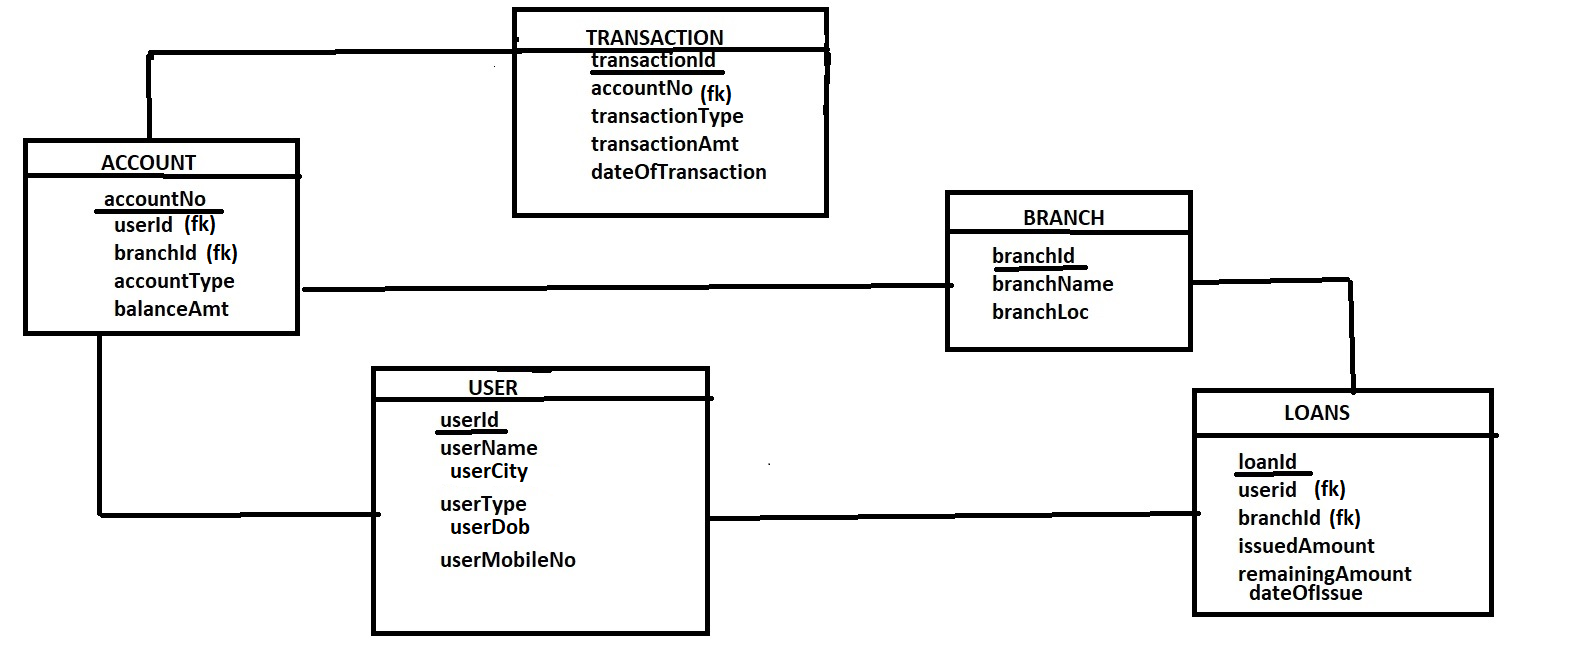 TRANSACTION
transactionId
accountNo (fk)
transactionType
transactionAmt
dateOfTransaction
ACCOUNT
accountNo
userId (fk)
branchId (fk)
accountType
balanceAmt
BRANCH
branchId
branchName
branchLoc
USER
userId
userName
userCity
userType
userDob
userMobileNo
LOANS
loanId
userid (fk)
branchId (fk)
issuedAmount
remainingAmount
dateOfIssue